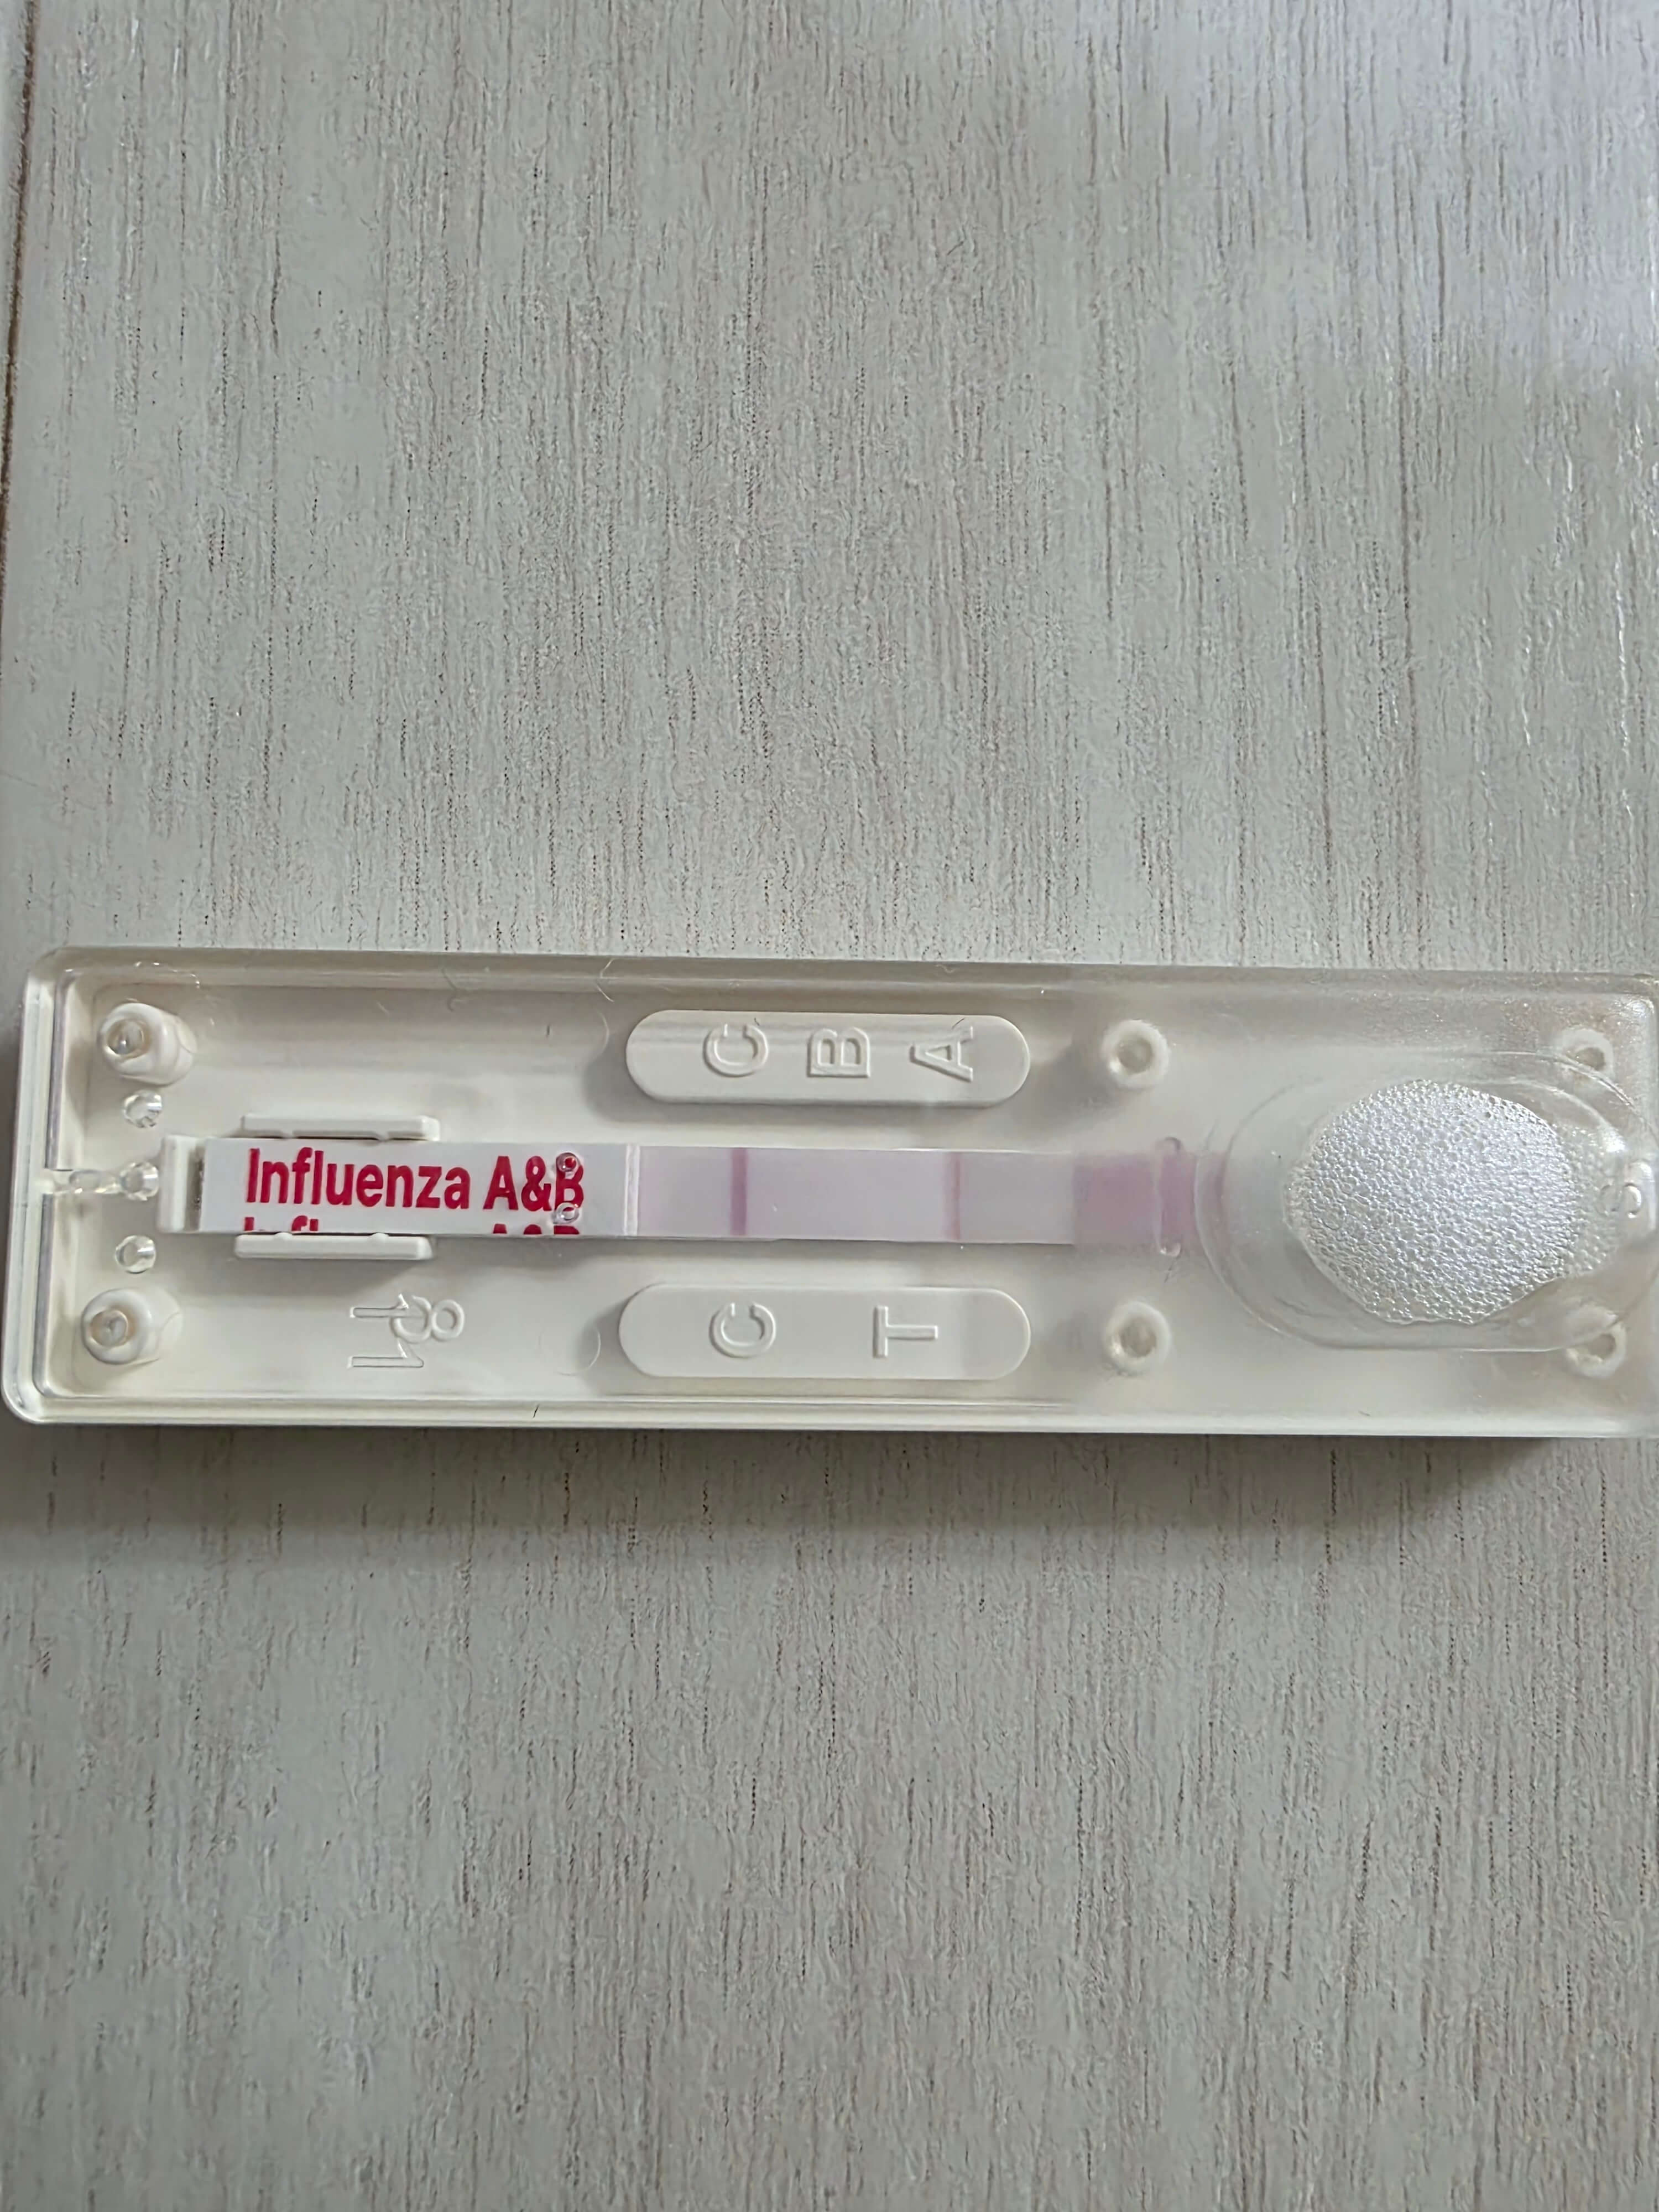 C B A
Influenza A&B
C T
S